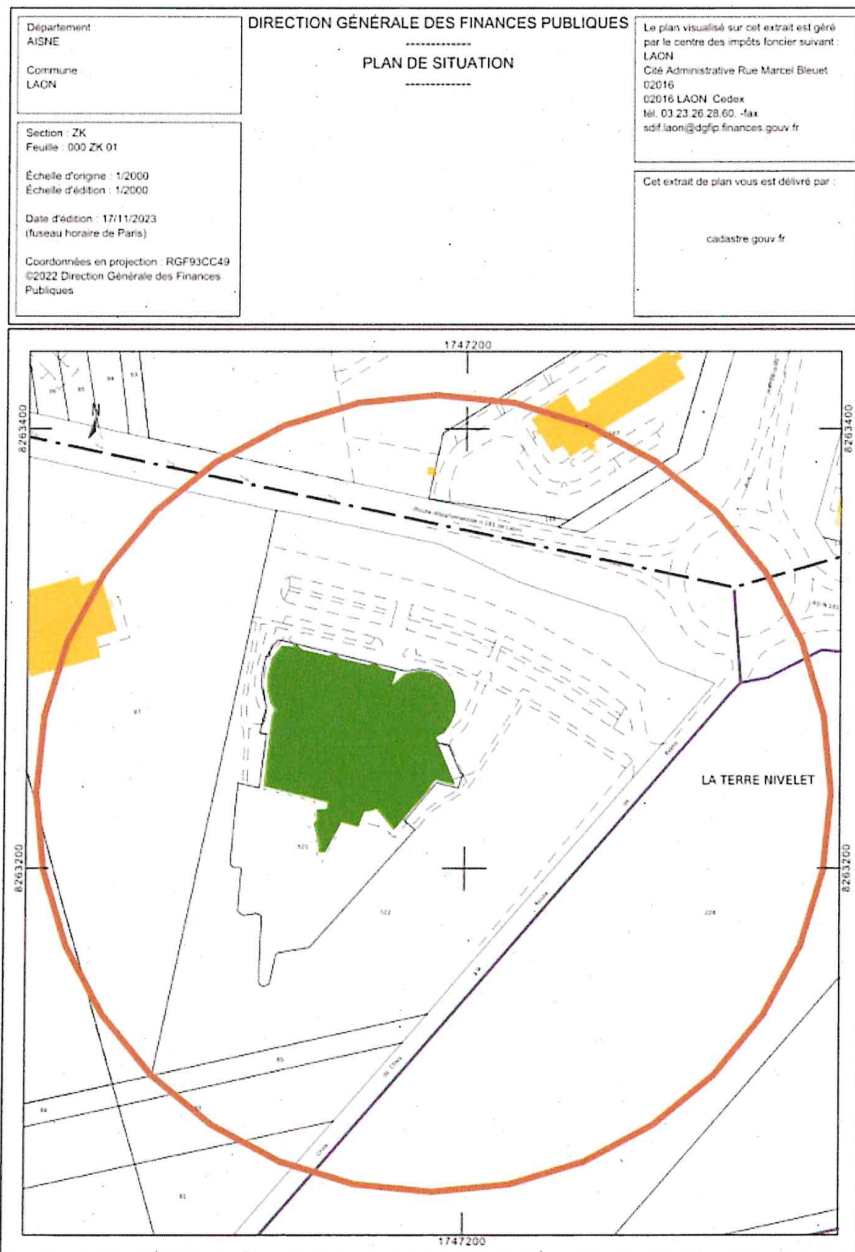 Département :
AISNE
Commune :
LAON
Section : ZK
Feuille : 000 ZK 01
Échelle d'origine : 1/2000
Échelle d'édition : 1/2000
Date d'édition : 17/11/2023
(fuseau horaire de Paris)
Coordonnées en projection : RGF93CC49
©2022 Direction Générale des Finances
Publiques
DIRECTION GÉNÉRALE DES FINANCES PUBLIQUES
-------------
PLAN DE SITUATION
-------------
Le plan visualisé sur cet extrait est géré
par le centre des impôts foncier suivant :
LAON
Cité Administrative Rue Marcel Bleuet
02016
02016 LAON Cedex
tél. 03.23.26.28.60. -fax
sdif.laon@dgfip.finances.gouv.fr
Cet extrait de plan vous est délivré par :
cadastre.gouv.fr
1747200
8263400
8263400
N
LA TERRE NIVELET
8263200
8263200
522
224
85
81
1747200